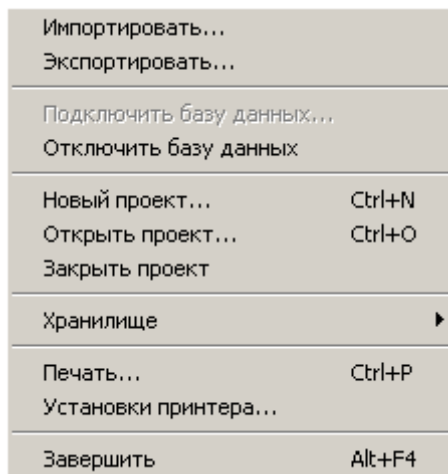 Импортировать...
Экспортировать...
Подключить базу данных...
Отключить базу данных
Новый проект... Ctrl+N
Открыть проект... Ctrl+O
Закрыть проект
Хранилище
Печать... Ctrl+P
Установки принтера...
Завершить Alt+F4